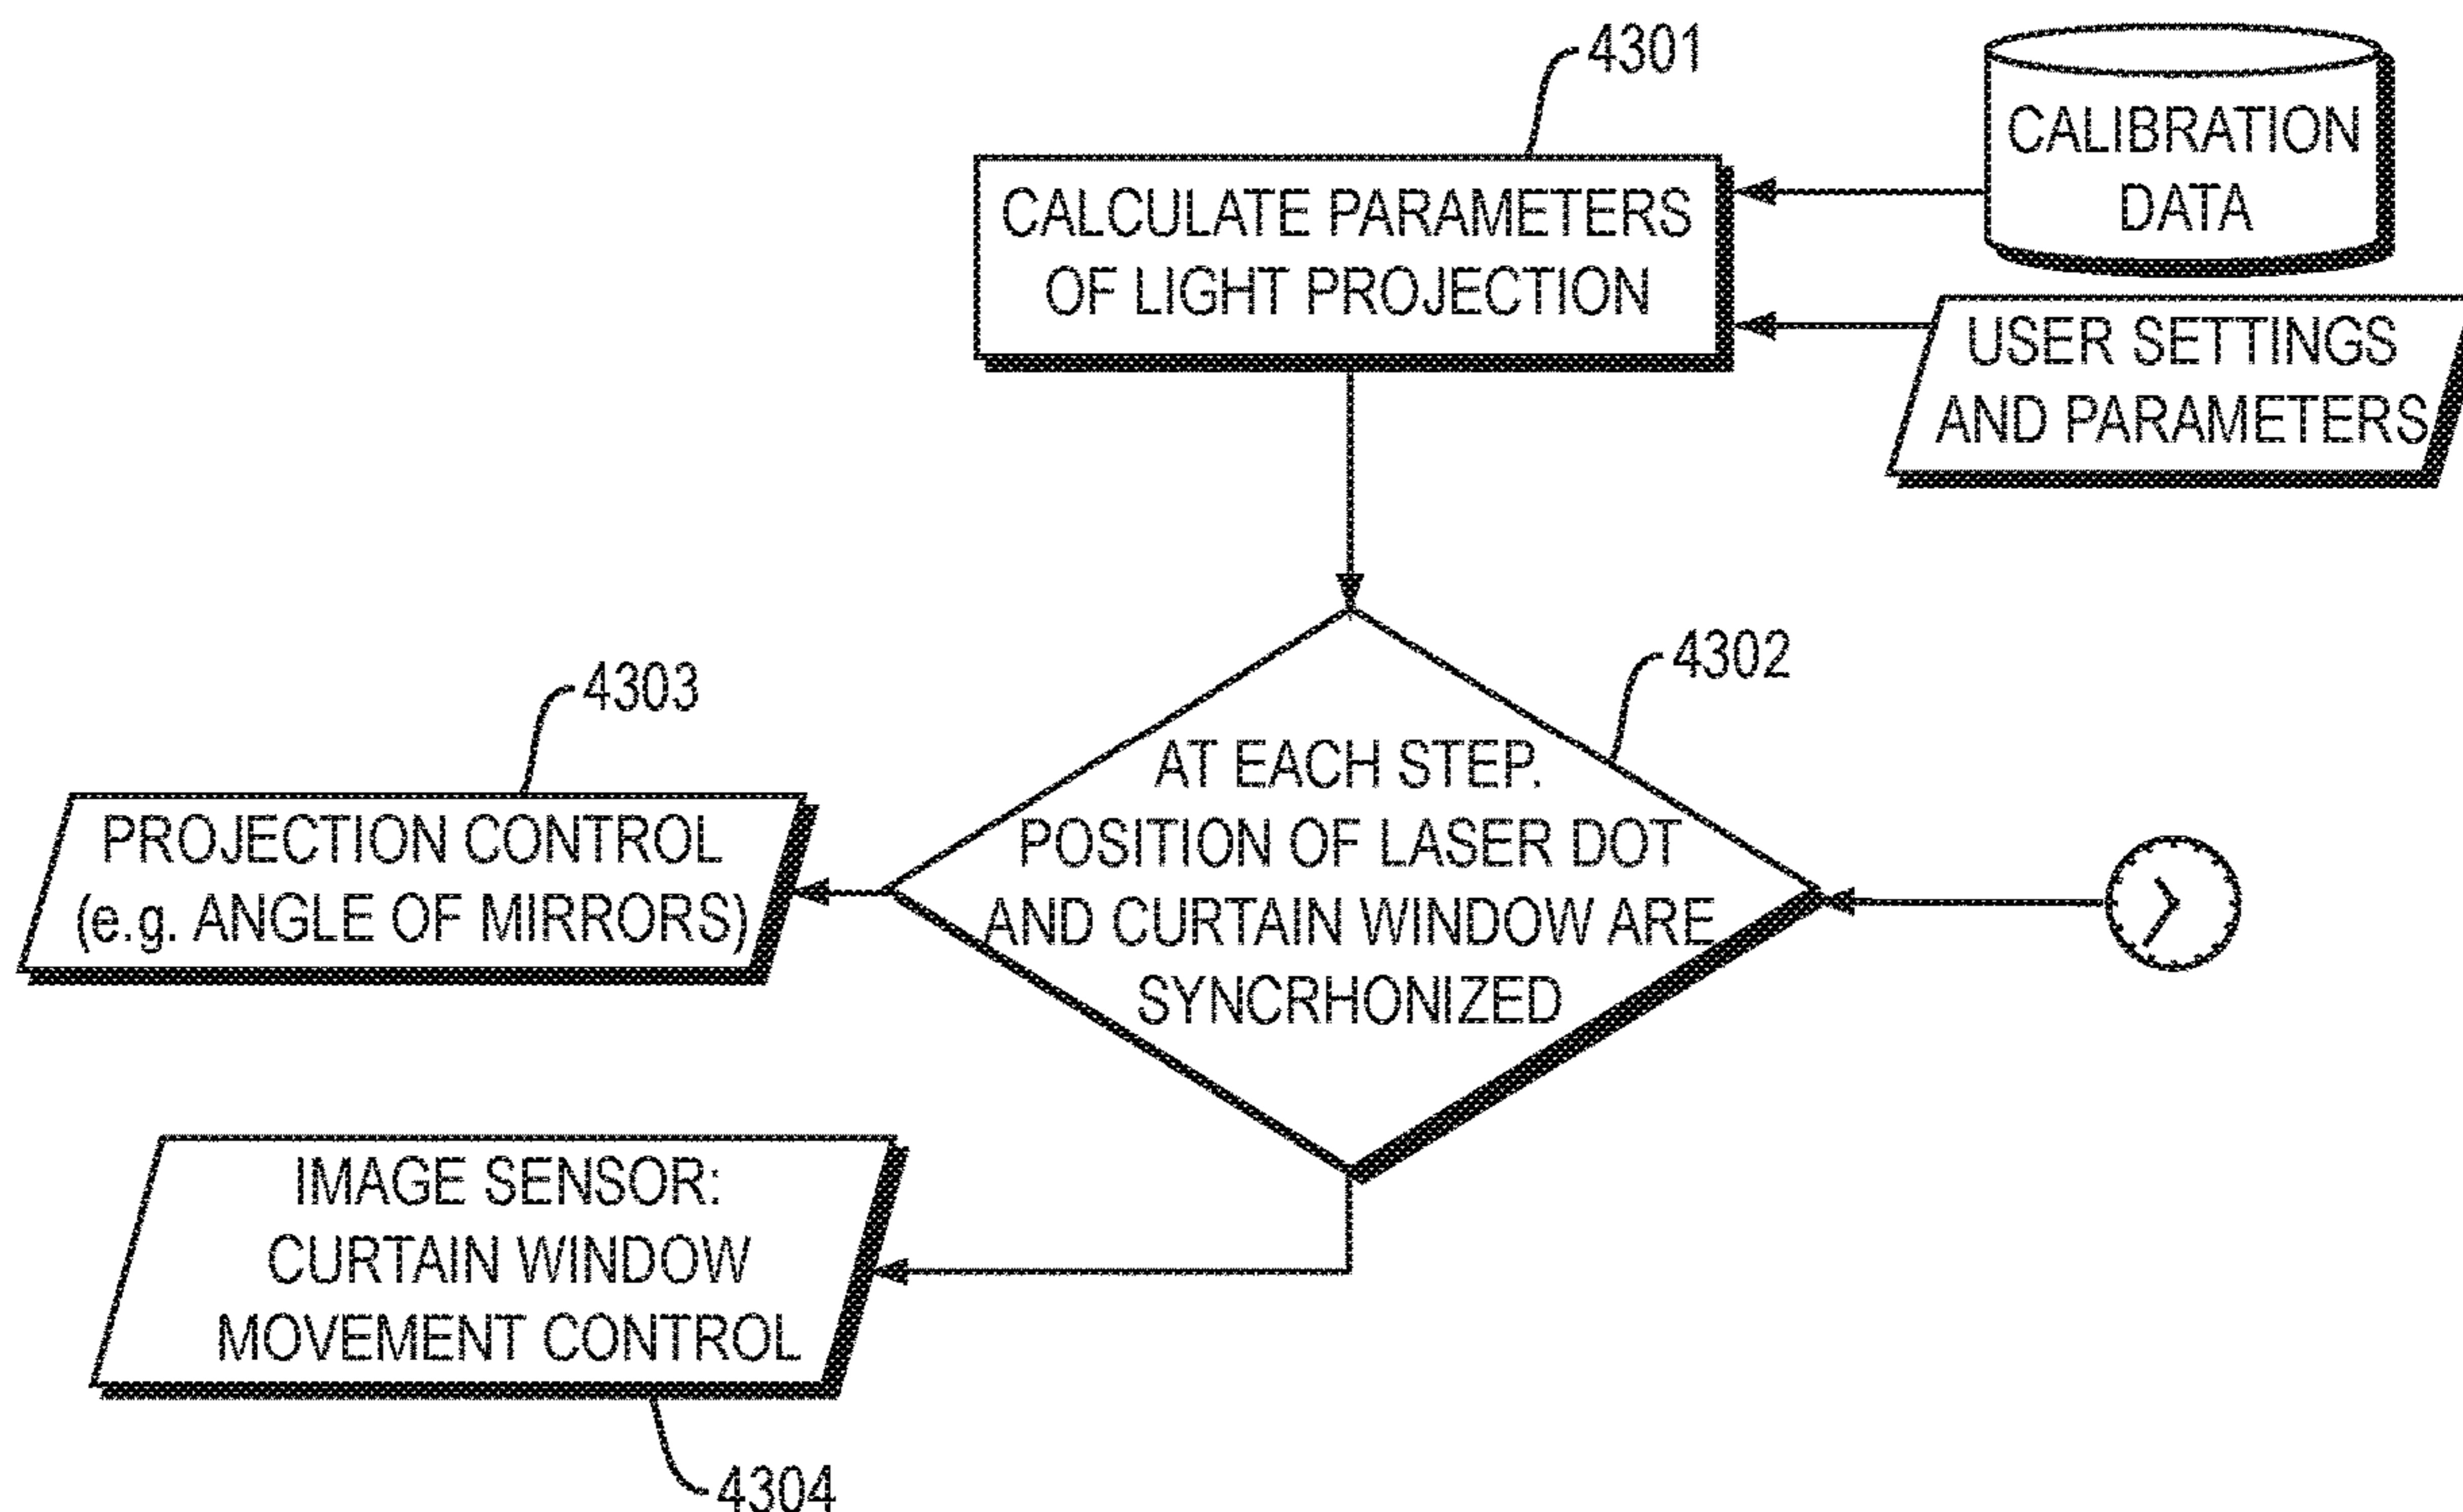 4301
CALIBRATION
DATA
CALCULATE PARAMETERS
OF LIGHT PROJECTION
USER SETTINGS
AND PARAMETERS
4302
4303
AT EACH STEP.
POSITION OF LASER DOT
AND CURTAIN WINDOW ARE
SYNCRHONIZED
PROJECTION CONTROL
(e.g. ANGLE OF MIRRORS)
IMAGE SENSOR:
CURTAIN WINDOW
MOVEMENT CONTROL
4304